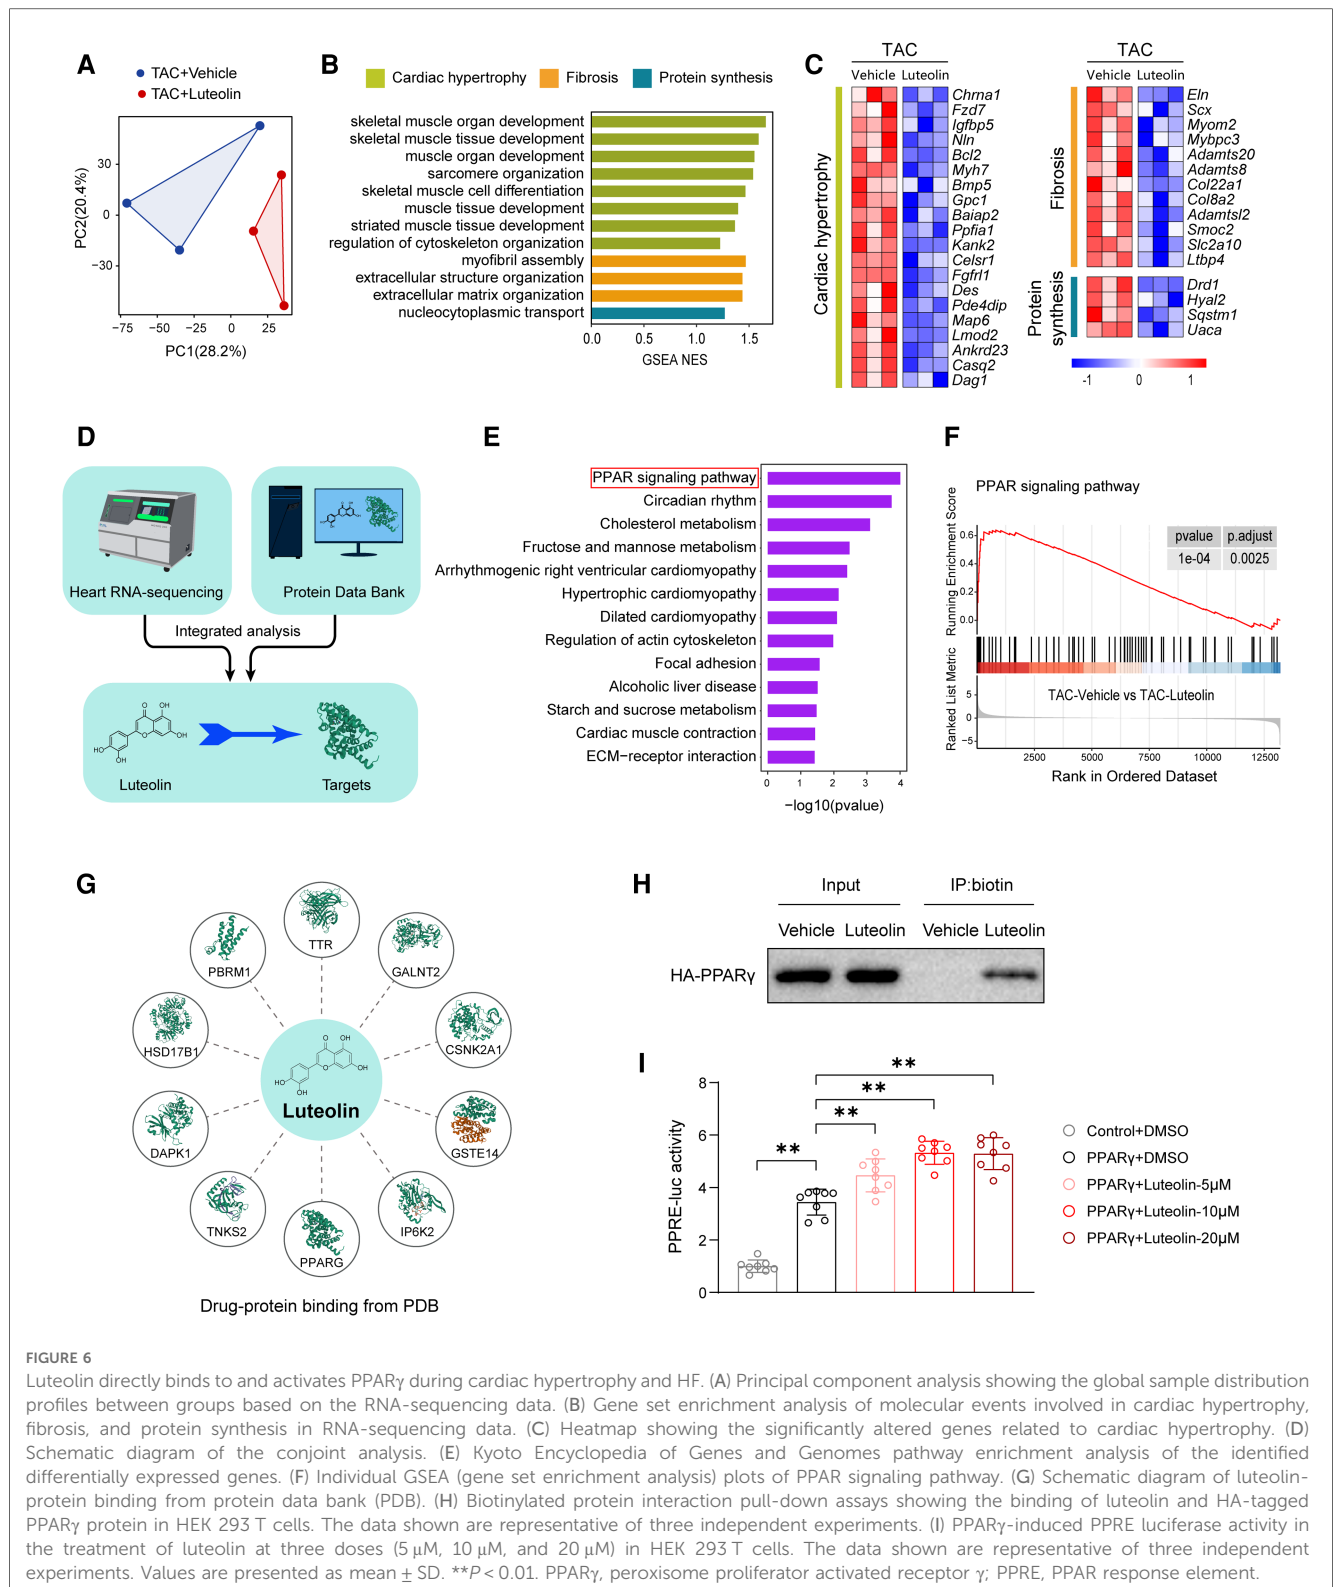 A
TAC+Vehicle
TAC+Luteolin
PC2(20.4%)
30
0
−30
−75
−50
−25
0
25
PC1(28.2%)
B
Cardiac hypertrophy
Fibrosis
Protein synthesis
skeletal muscle organ development
skeletal muscle tissue development
muscle organ development
sarcomere organization
skeletal muscle cell differentiation
muscle tissue development
striated muscle tissue development
regulation of cytoskeleton organization
myofibril assembly
extracellular structure organization
extracellular matrix organization
nucleocytoplasmic transport
0.0
0.5
1.0
1.5
GSEA NES
C
TAC
Vehicle Luteolin
Cardiac hypertrophy
Chrna1
Fzd7
Igfbp5
Nln
Bcl2
Myh7
Bmp5
Gpc1
Baiap2
Ppfia1
Kank2
Celsr1
Fgfrl1
Des
Pde4dip
Map6
Lmod2
Ankrd23
Casq2
Dag1
TAC
Vehicle Luteolin
Fibrosis
Eln
Scx
Myom2
Mybpc3
Adamts20
Adamts8
Col22a1
Col8a2
Adamtsl2
Smoc2
Slc2a10
Ltbp4
Protein
synthesis
Drd1
Hyal2
Sqstm1
Uaca
-1
0
1
D
Heart RNA-sequencing
Protein Data Bank
Integrated analysis
Luteolin
Targets
OH
O
OH
O
OH
OH
E
PPAR signaling pathway
Circadian rhythm
Cholesterol metabolism
Fructose and mannose metabolism
Arrhythmogenic right ventricular cardiomyopathy
Hypertrophic cardiomyopathy
Dilated cardiomyopathy
Regulation of actin cytoskeleton
Focal adhesion
Alcoholic liver disease
Starch and sucrose metabolism
Cardiac muscle contraction
ECM−receptor interaction
0
1
2
3
4
−log10(pvalue)
F
PPAR signaling pathway
Running Enrichment Score
0.6
0.4
0.2
0.0
pvalue p.adjust
1e-04 0.0025
Ranked List Metric
TAC-Vehicle vs TAC-Luteolin
5
0
−5
2500
5000
7500
10000
12500
Rank in Ordered Dataset
G
TTR
GALNT2
CSNK2A1
GSTE14
IP6K2
PPARG
TNKS2
DAPK1
HSD17B1
PBRM1
O
OH
O
OH
HO
OH
Luteolin
Drug-protein binding from PDB
H
Input
IP:biotin
Vehicle Luteolin
Vehicle Luteolin
HA-PPARγ
I
PPRE-luc activity
8
6
4
2
0
**
**
**
**
Control+DMSO
PPARγ+DMSO
PPARγ+Luteolin-5μM
PPARγ+Luteolin-10μM
PPARγ+Luteolin-20μM
FIGURE 6
Luteolin directly binds to and activates PPARγ during cardiac hypertrophy and HF. (A) Principal component analysis showing the global sample distribution
profiles between groups based on the RNA-sequencing data. (B) Gene set enrichment analysis of molecular events involved in cardiac hypertrophy,
fibrosis, and protein synthesis in RNA-sequencing data. (C) Heatmap showing the significantly altered genes related to cardiac hypertrophy. (D)
Schematic diagram of the conjoint analysis. (E) Kyoto Encyclopedia of Genes and Genomes pathway enrichment analysis of the identified
differentially expressed genes. (F) Individual GSEA (gene set enrichment analysis) plots of PPAR signaling pathway. (G) Schematic diagram of luteolin-
protein binding from protein data bank (PDB). (H) Biotinylated protein interaction pull-down assays showing the binding of luteolin and HA-tagged
PPARγ protein in HEK 293 T cells. The data shown are representative of three independent experiments. (I) PPARγ-induced PPRE luciferase activity in
the treatment of luteolin at three doses (5 μM, 10 μM, and 20 μM) in HEK 293 T cells. The data shown are representative of three independent
experiments. Values are presented as mean ± SD. **P < 0.01. PPARγ, peroxisome proliferator activated receptor γ; PPRE, PPAR response element.